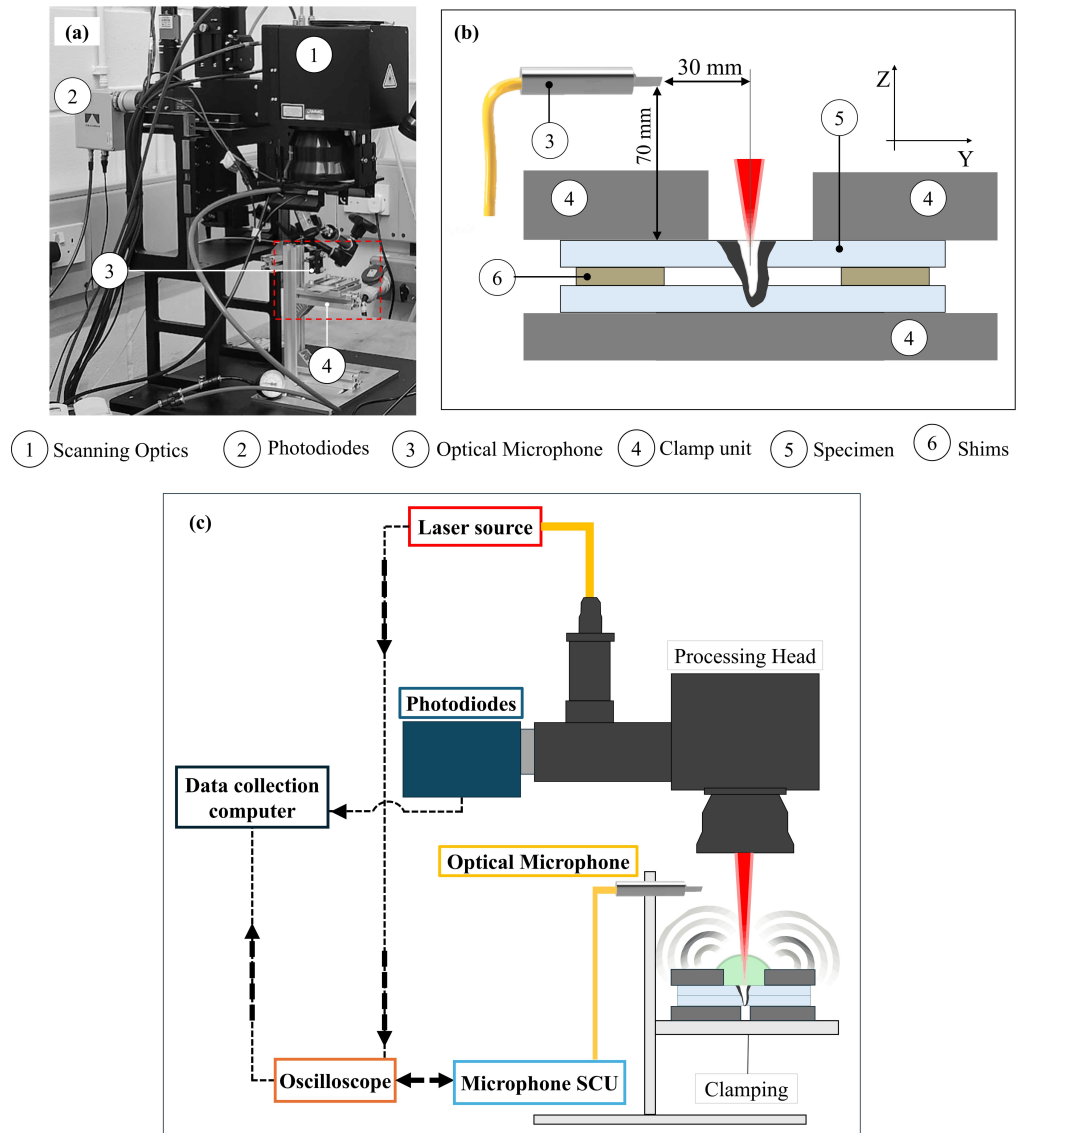 (a)
1
2
3
4
(b)
30 mm
70 mm
Z
Y
3
5
4
4
6
4
1 Scanning Optics
2 Photodiodes
3 Optical Microphone
4 Clamp unit
5 Specimen
6 Shims
(c)
Laser source
Processing Head
Photodiodes
Data collection
computer
Optical Microphone
Oscilloscope
Microphone SCU
Clamping